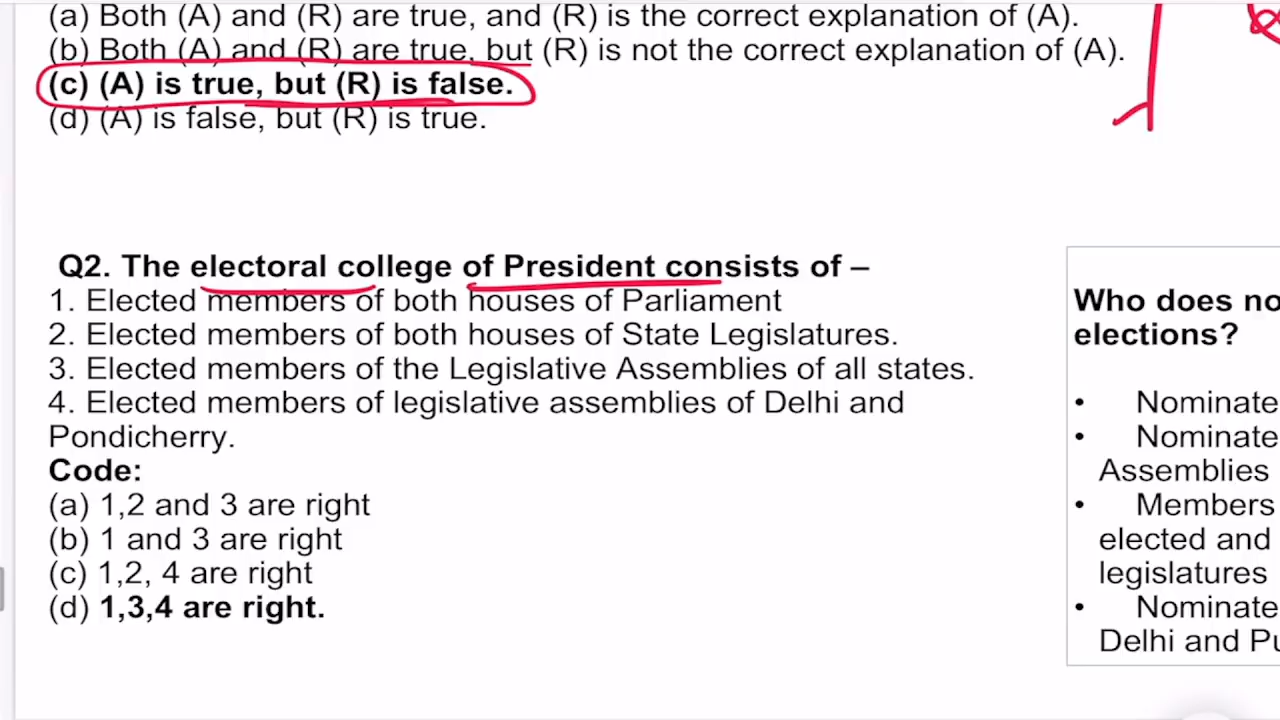 (a) Both (A) and (R) are true, and (R) is the correct explanation of (A).
(b) Both (A) and (R) are true, but (R) is not the correct explanation of (A).
(c) (A) is true, but (R) is false.
(d) (A) is false, but (R) is true.
Q2. The electoral college of President consists of –
1. Elected members of both houses of Parliament
2. Elected members of both houses of State Legislatures.
3. Elected members of the Legislative Assemblies of all states.
4. Elected members of legislative assemblies of Delhi and
Pondicherry.
Code:
(a) 1,2 and 3 are right
(b) 1 and 3 are right
(c) 1,2, 4 are right
(d) 1,3,4 are right.
Who does no
elections?
• Nominate
• Nominate
Assemblies
• Members
elected and
legislatures
• Nominate
Delhi and Pu